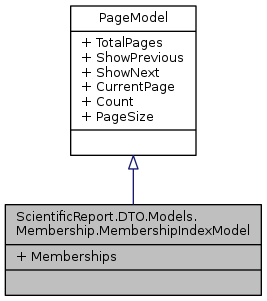 PageModel
+ TotalPages
+ ShowPrevious
+ ShowNext
+ CurrentPage
+ Count
+ PageSize
ScientificReport.DTO.Models.
Membership.MembershipIndexModel
+ Memberships